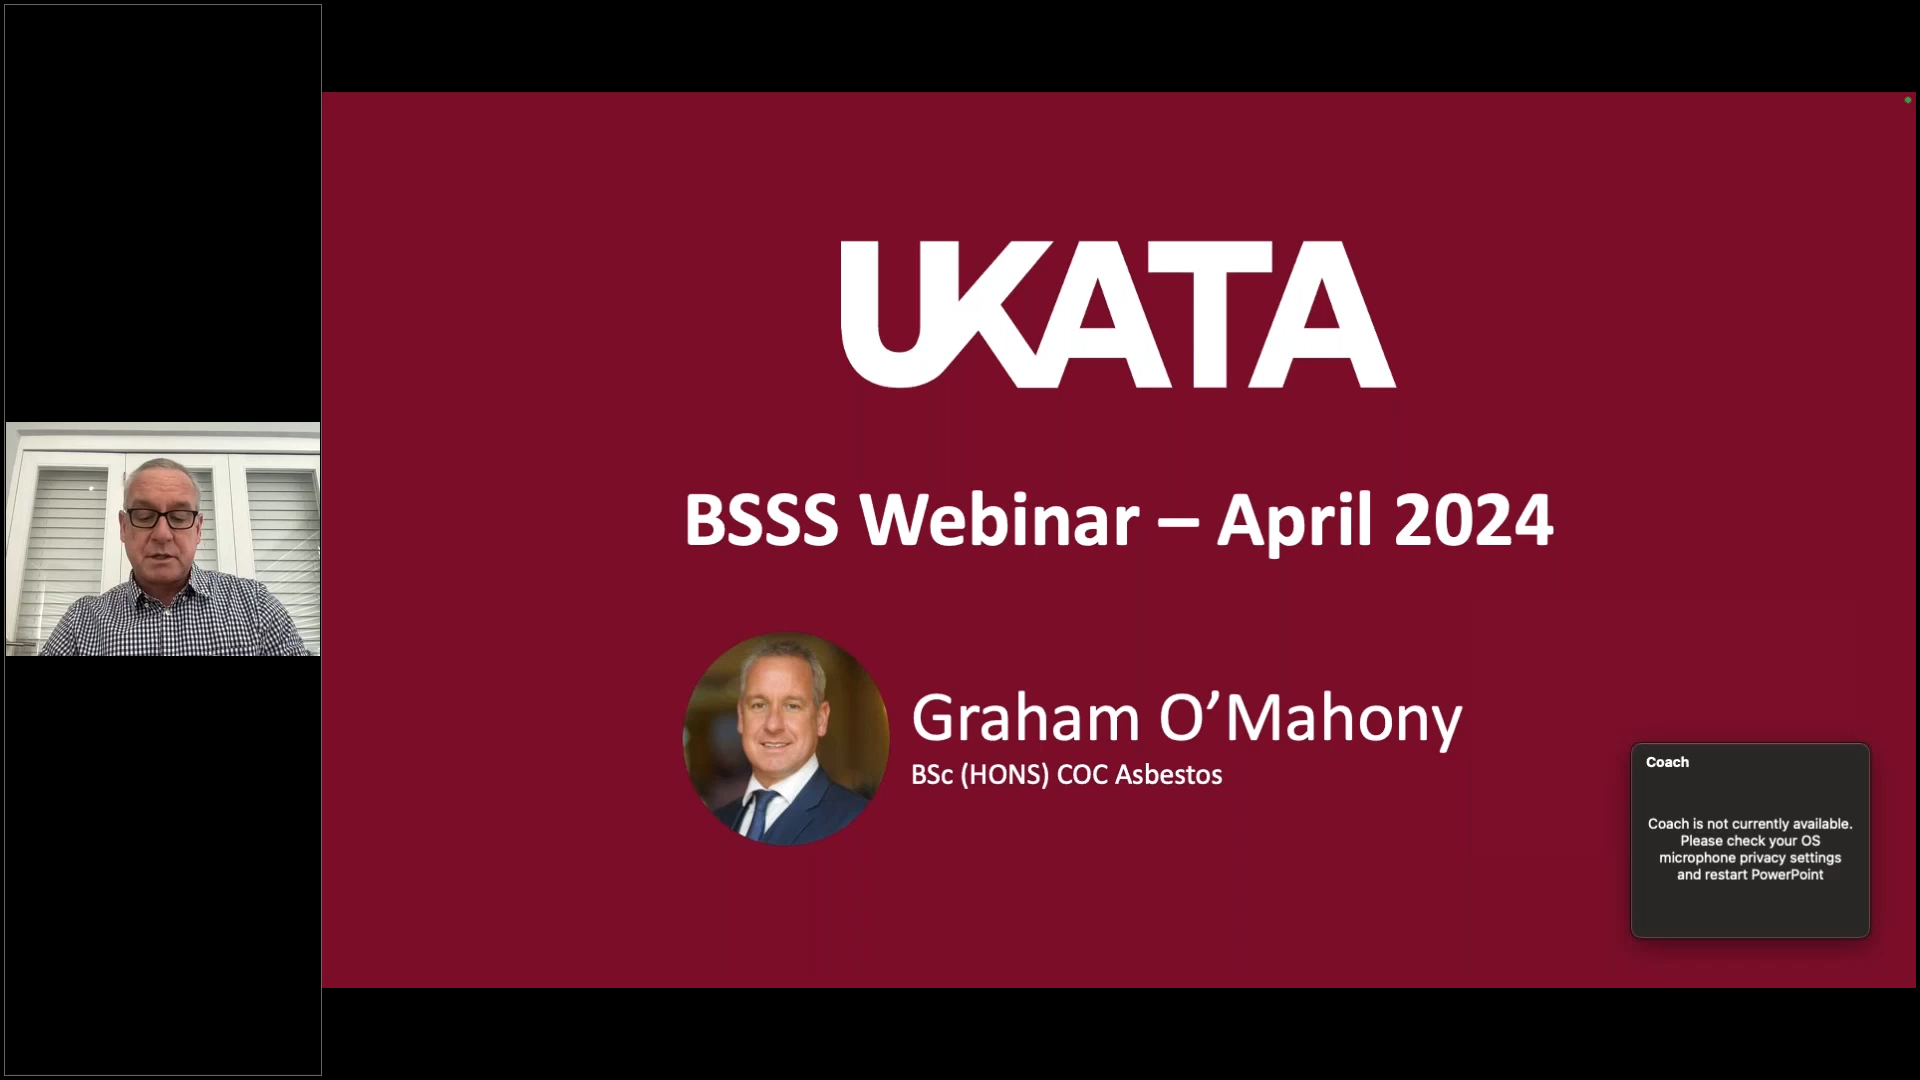 UKATA
BSSS Webinar – April 2024
Graham O’Mahony
BSc (HONS) COC Asbestos
Coach
Coach is not currently available.
Please check your OS
microphone privacy settings
and restart PowerPoint